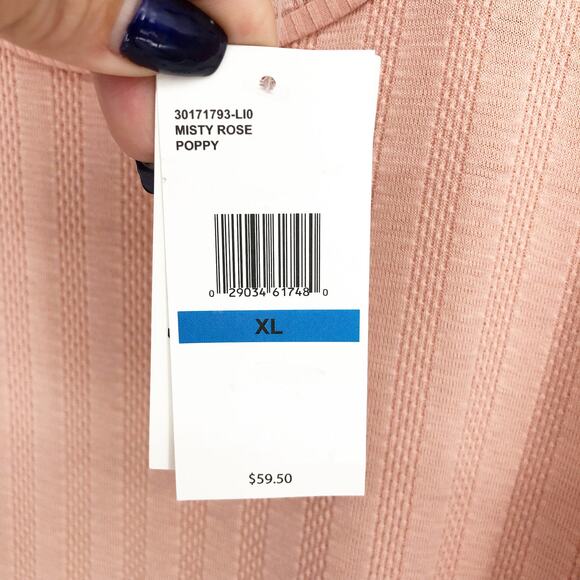 30171793-LI0
MISTY ROSE
POPPY
0 29034 61748 0
XL
$59.50